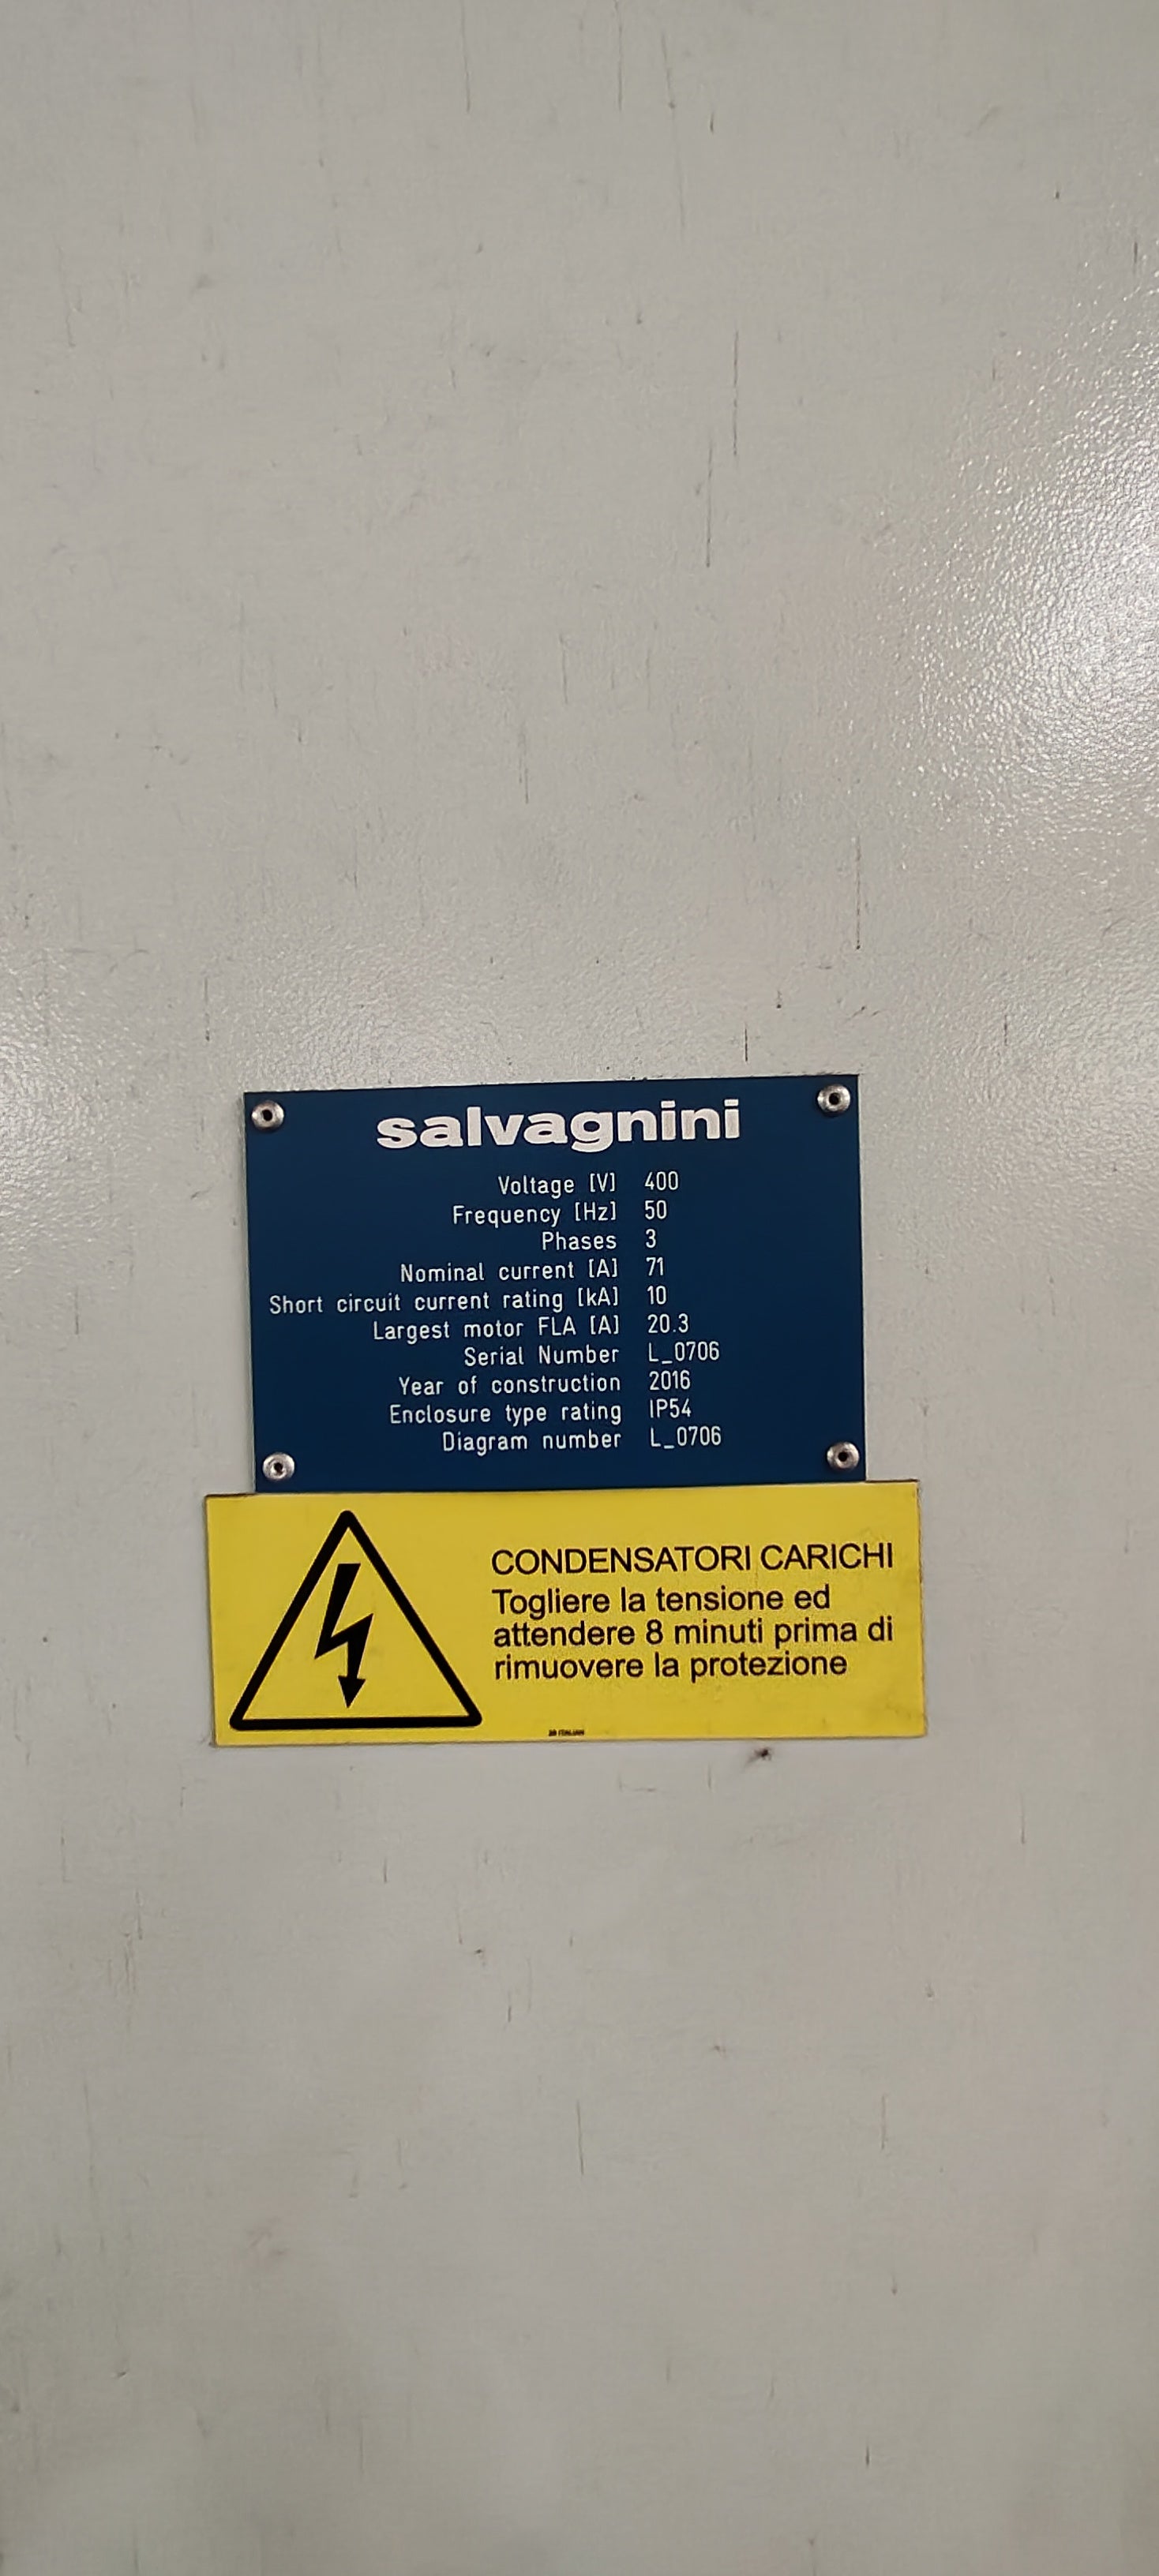 salvagnini
Voltage [V] 400
Frequency [Hz] 50
Phases 3
Nominal current [A] 71
Short circuit current rating [kA] 10
Largest motor FLA [A] 20.3
Serial Number L_0706
Year of construction 2016
Enclosure type rating IP54
Diagram number L_0706
CONDENSATORI CARICHI
Togliere la tensione ed
attendere 8 minuti prima di
rimuovere la protezione